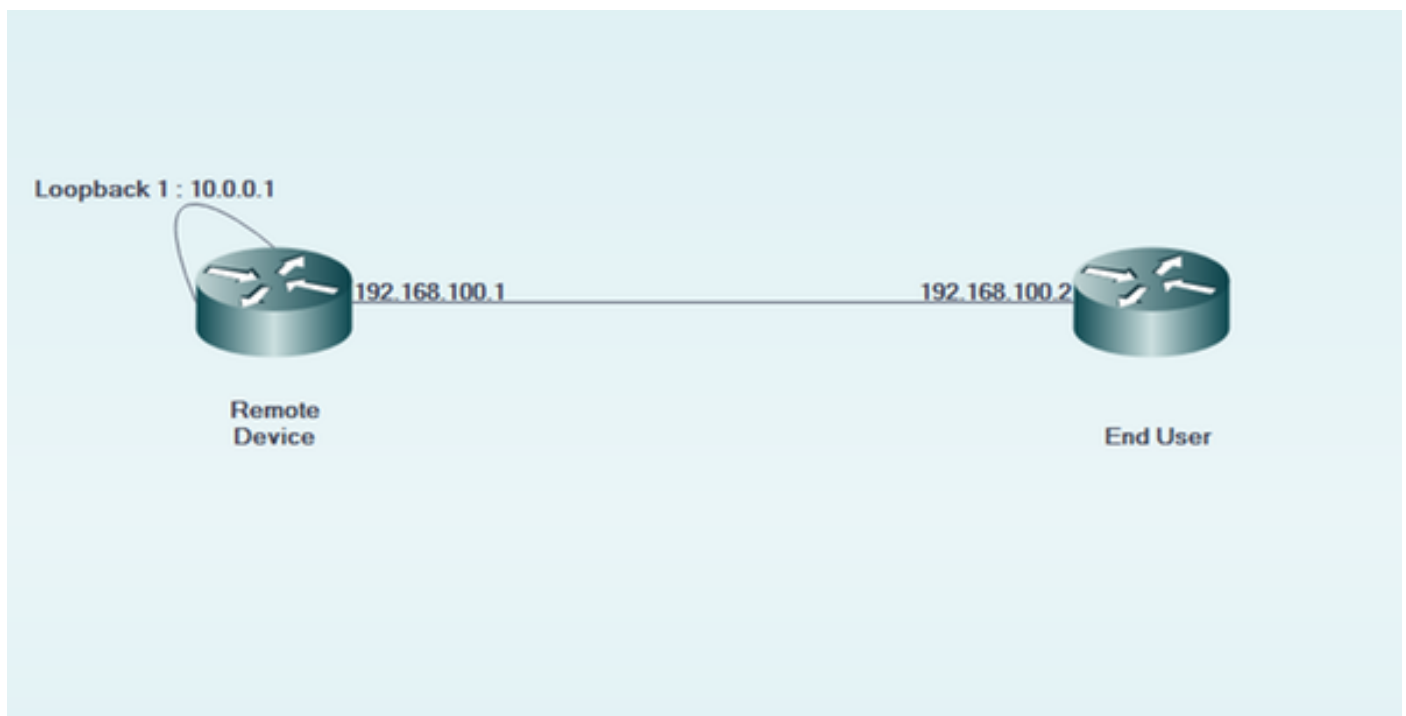 Loopback 1 : 10.0.0.1
192.168.100.1
192.168.100.2
Remote
Device
End User